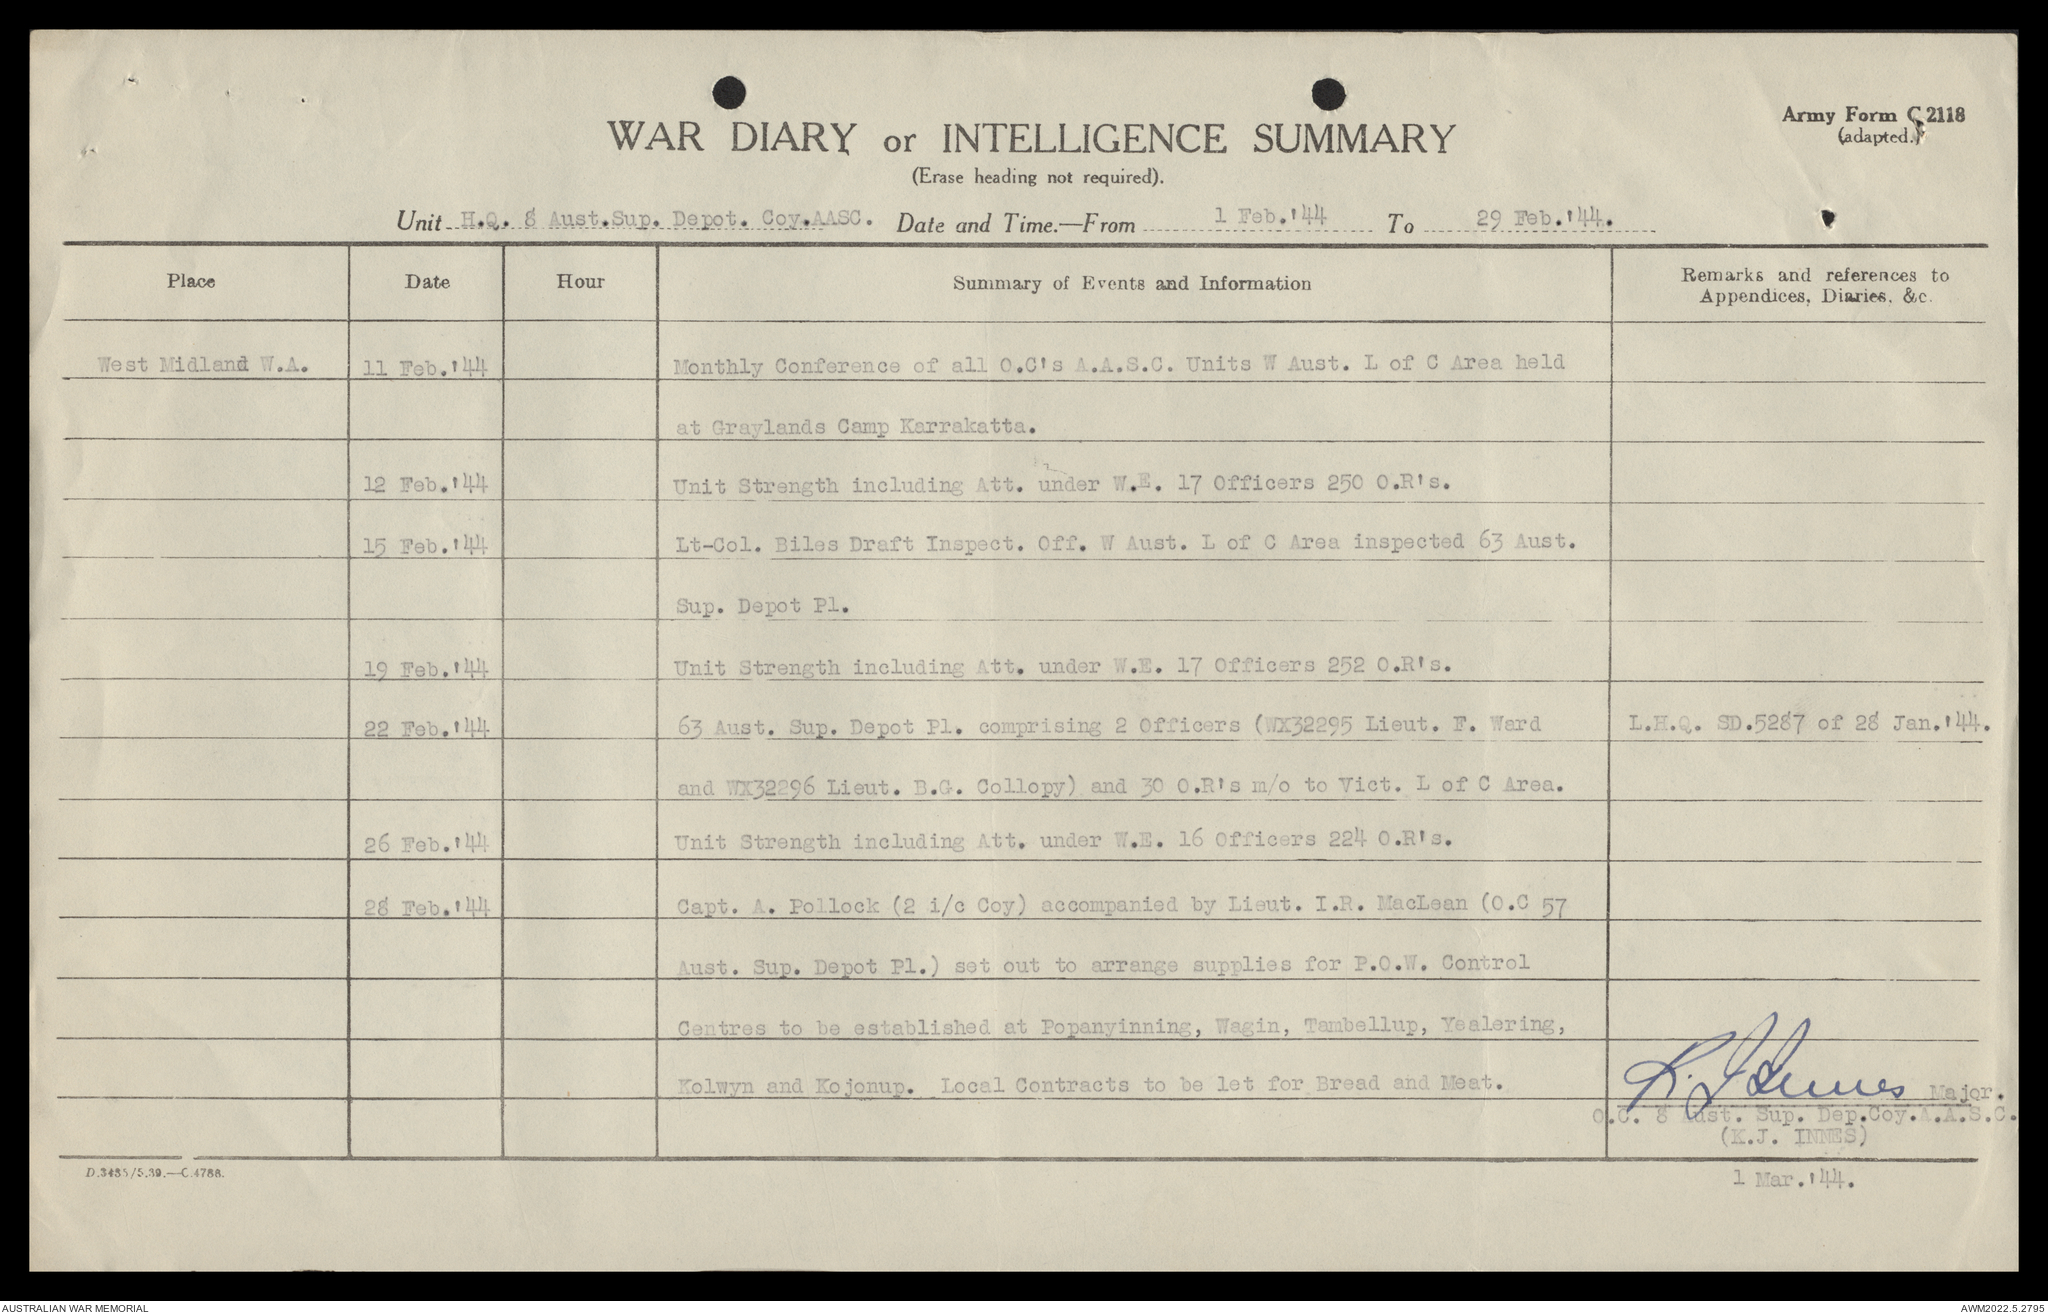 Army Form C 2118
(adapted.)
WAR DIARY or INTELLIGENCE SUMMARY
(Erase heading not required).
Unit H.Q. 8 Aust.Sup. Depot. Coy.AASC. Date and Time.—From 1 Feb.'44 To 29 Feb.'44.
Place Date Hour Summary of Events and Information Remarks and references to
Appendices, Diaries, &c.
West Midland W.A. 11 Feb.'44 Monthly Conference of all O.C's A.A.S.C. Units W Aust. L of C Area held
at Graylands Camp Karrakatta.
12 Feb.'44 Unit Strength including Att. under W.E. 17 Officers 250 O.R's.
15 Feb.'44 Lt-Col. Biles Draft Inspect. Off. W Aust. L of C Area inspected 63 Aust.
Sup. Depot Pl.
19 Feb.'44 Unit Strength including Att. under W.E. 17 Officers 252 O.R's.
22 Feb.'44 63 Aust. Sup. Depot Pl. comprising 2 Officers (WX32295 Lieut. F. Ward L.H.Q. SD.5287 of 28 Jan.'44.
and WX32296 Lieut. B.G. Collopy) and 30 O.R's m/o to Vict. L of C Area.
26 Feb.'44 Unit Strength including Att. under W.E. 16 Officers 224 O.R's.
28 Feb.'44 Capt. A. Pollock (2 i/c Coy) accompanied by Lieut. I.R. MacLean (O.C 57
Aust. Sup. Depot Pl.) set out to arrange supplies for P.O.W. Control
Centres to be established at Popanyinning, Wagin, Tambellup, Yealering,
Kolwyn and Kojonup. Local Contracts to be let for Bread and Meat.
K. J Innes Major.
O.C. 8 Aust. Sup. Dep.Coy.A.A.S.C.
(K.J. INNES)
1 Mar.'44.
D.3435/5.39.—C.4788.
AUSTRALIAN WAR MEMORIAL
AWM2022.5.2795